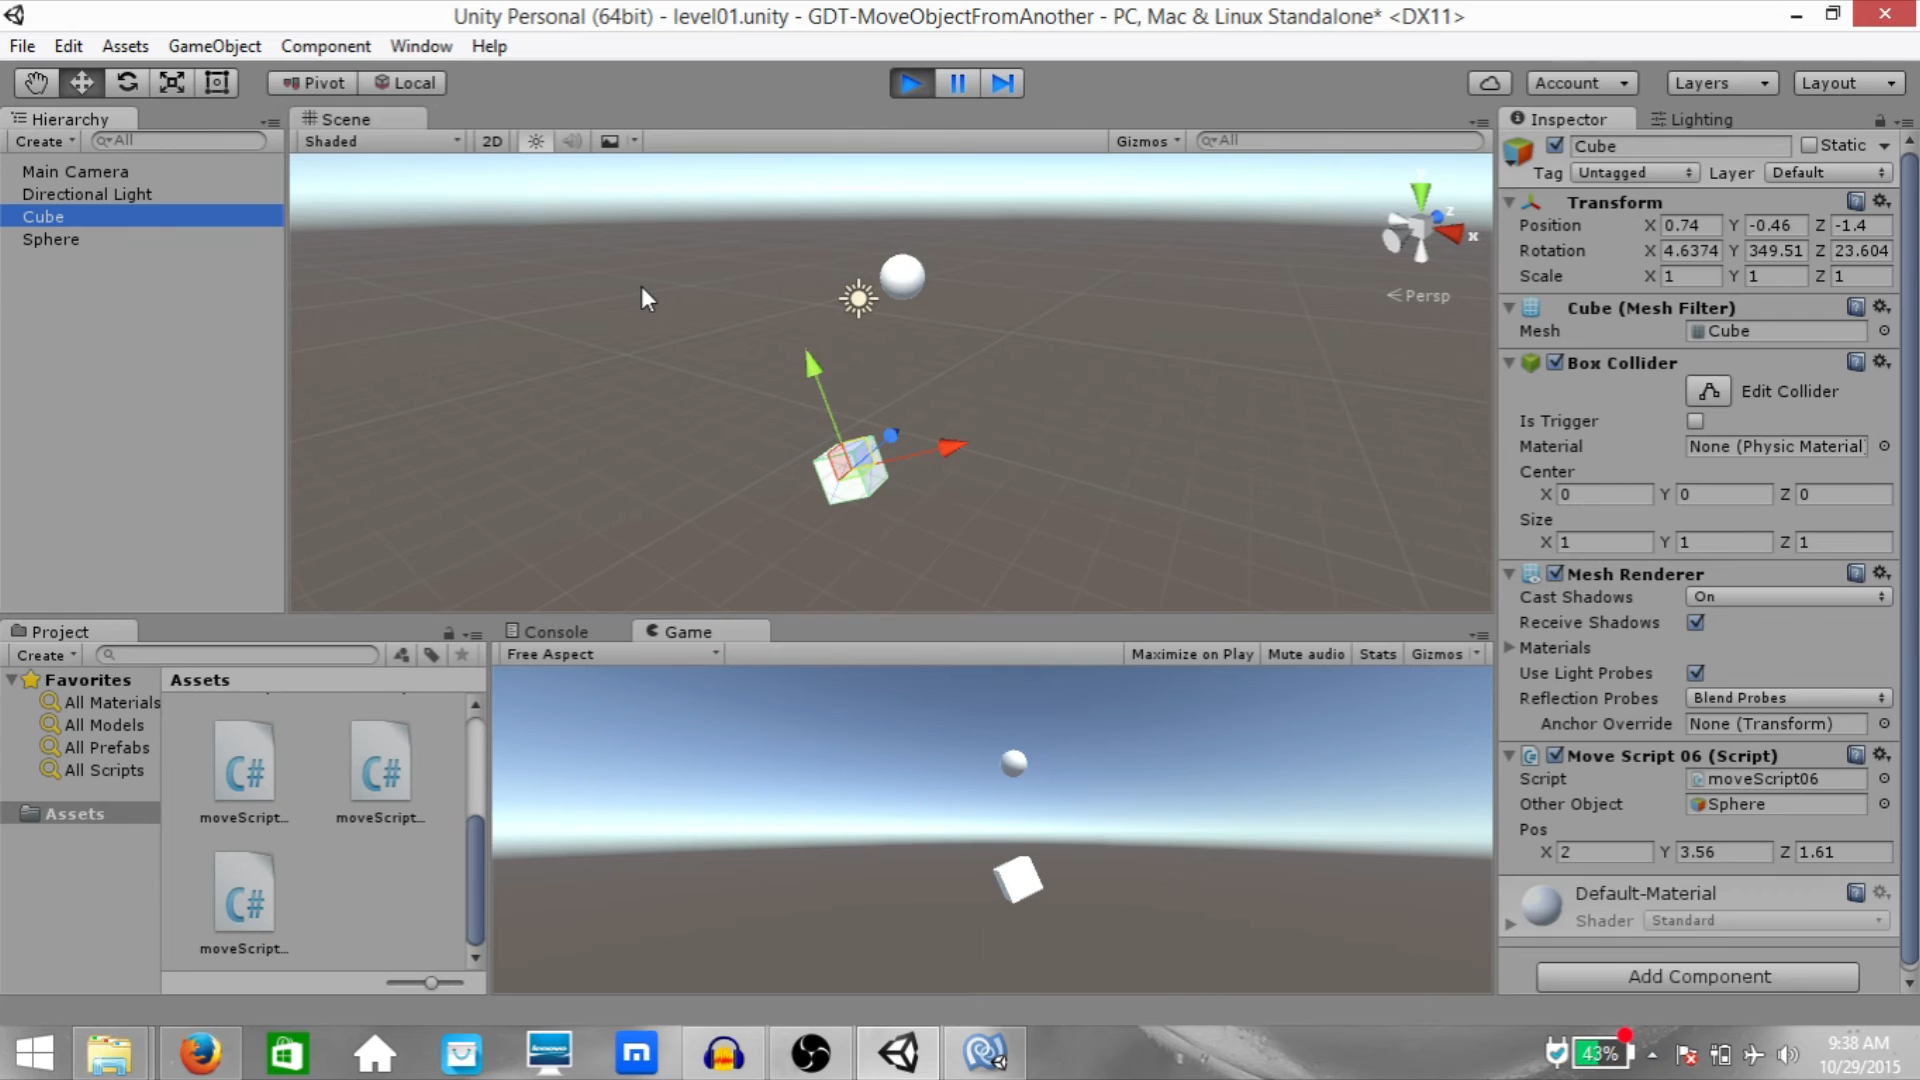 Unity Personal (64bit) - level01.unity - GDT-MoveObjectFromAnother - PC, Mac & Linux Standalone* <DX11>
File Edit Assets GameObject Component Window Help
Pivot Local Account Layers Layout
Hierarchy
Create All
Main Camera
Directional Light
Cube
Sphere
Scene
Shaded 2D Gizmos All
Y
Z
X
Persp
Inspector Lighting
Cube Static
Tag Untagged Layer Default
Transform
Position X 0.74 Y -0.46 Z -1.4
Rotation X 4.6374 Y 349.51 Z 23.604
Scale X 1 Y 1 Z 1
Cube (Mesh Filter)
Mesh Cube
Box Collider
Edit Collider
Is Trigger
Material None (Physic Material)
Center
X 0 Y 0 Z 0
Size
X 1 Y 1 Z 1
Mesh Renderer
Cast Shadows On
Receive Shadows
Materials
Use Light Probes
Reflection Probes Blend Probes
Anchor Override None (Transform)
Move Script 06 (Script)
Script moveScript06
Other Object Sphere
Pos
X 2 Y 3.56 Z 1.61
Default-Material
Shader Standard
Add Component
Project
Create
Favorites
All Materials
All Models
All Prefabs
All Scripts
Assets
Assets
C# C#
moveScript... moveScript...
C#
moveScript...
Console Game
Free Aspect Maximize on Play Mute audio Stats Gizmos
lenovo
m
43%
9:38 AM
10/29/2015